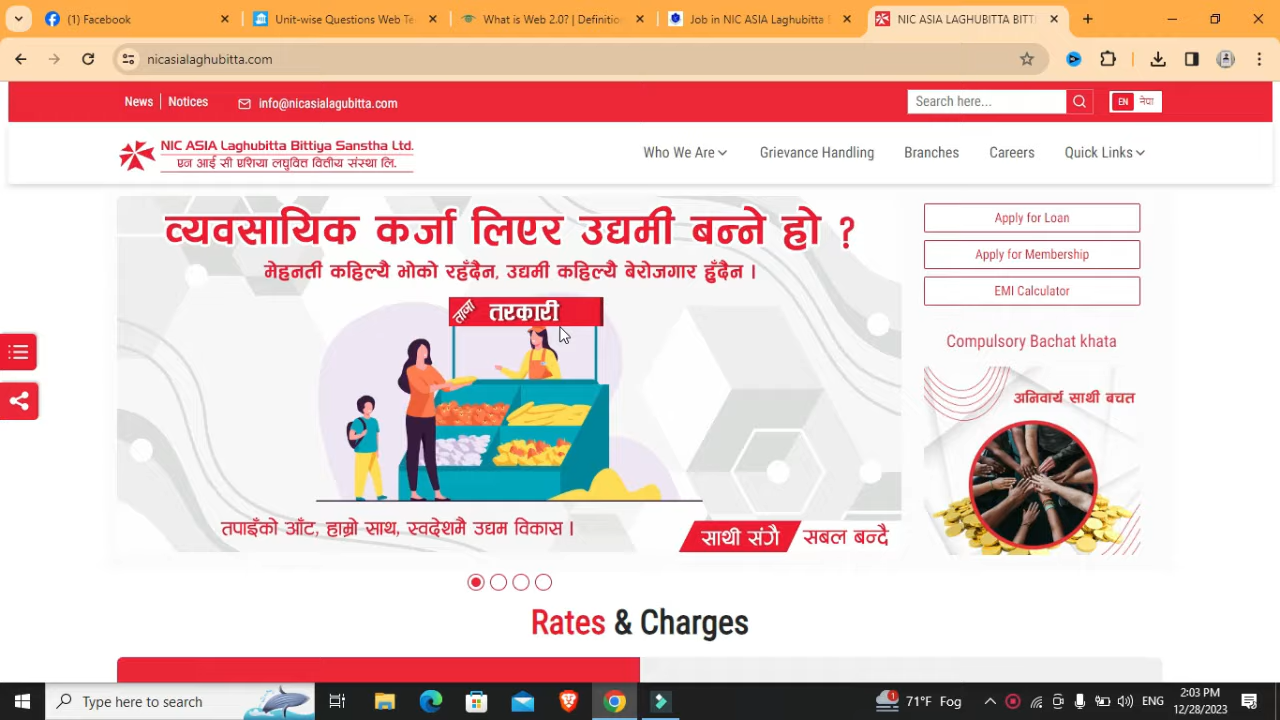 (1) Facebook
Unit-wise Questions Web Te
What is Web 2.0? | Definitio
Job in NIC ASIA Laghubitta
NIC ASIA LAGHUBITTA BITTI
nicasialaghubitta.com
News | Notices
info@nicasialagubitta.com
Search here...
EN नेपा
NIC ASIA Laghubitta Bittiya Sanstha Ltd.
एन आई सी एशिया लघुवित्त वित्तीय संस्था लि.
Who We Are
Grievance Handling
Branches
Careers
Quick Links
व्यवसायिक कर्जा लिएर उद्यमी बन्ने हो ?
मेहनती कहिल्यै भोको रहँदैन, उद्यमी कहिल्यै बेरोजगार हुँदैन ।
ताजा तरकारी
तपाइँको आँट, हाम्रो साथ, स्वदेशमै उद्यम विकास ।
साथी संगै सबल बन्दै
Apply for Loan
Apply for Membership
EMI Calculator
Compulsory Bachat khata
अनिवार्य साथी बचत
Rates & Charges
Type here to search
1
71°F Fog
ENG
2:03 PM
12/28/2023